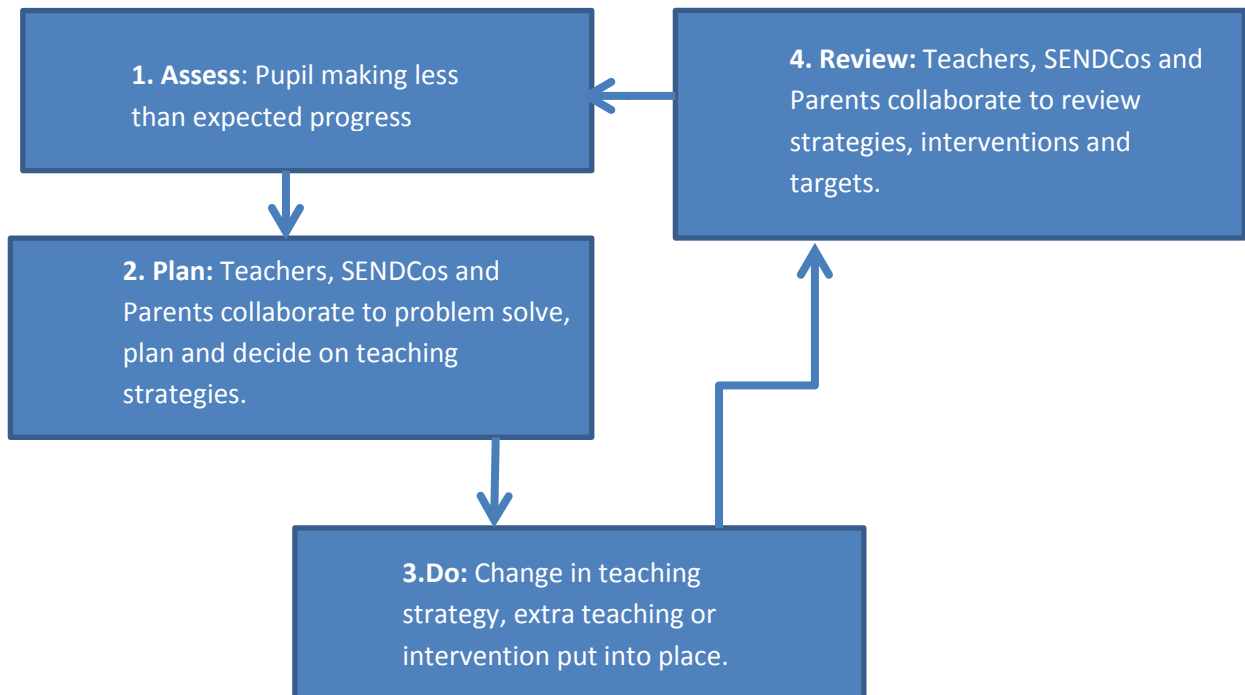 1. Assess: Pupil making less
than expected progress
2. Plan: Teachers, SENDCos and
Parents collaborate to problem solve,
plan and decide on teaching
strategies.
3.Do: Change in teaching
strategy, extra teaching or
intervention put into place.
4. Review: Teachers, SENDCos and
Parents collaborate to review
strategies, interventions and
targets.